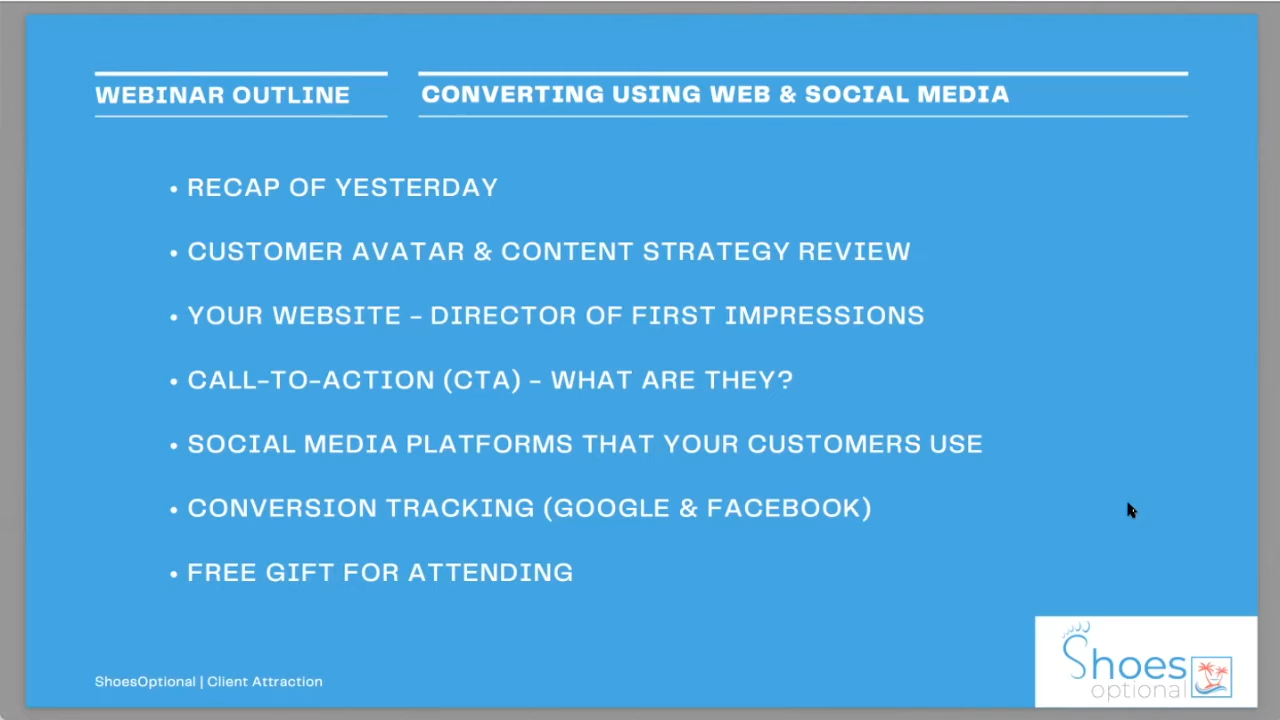 WEBINAR OUTLINE
CONVERTING USING WEB & SOCIAL MEDIA
• RECAP OF YESTERDAY
• CUSTOMER AVATAR & CONTENT STRATEGY REVIEW
• YOUR WEBSITE - DIRECTOR OF FIRST IMPRESSIONS
• CALL-TO-ACTION (CTA) - WHAT ARE THEY?
• SOCIAL MEDIA PLATFORMS THAT YOUR CUSTOMERS USE
• CONVERSION TRACKING (GOOGLE & FACEBOOK)
• FREE GIFT FOR ATTENDING
ShoesOptional | Client Attraction
Shoes
optional